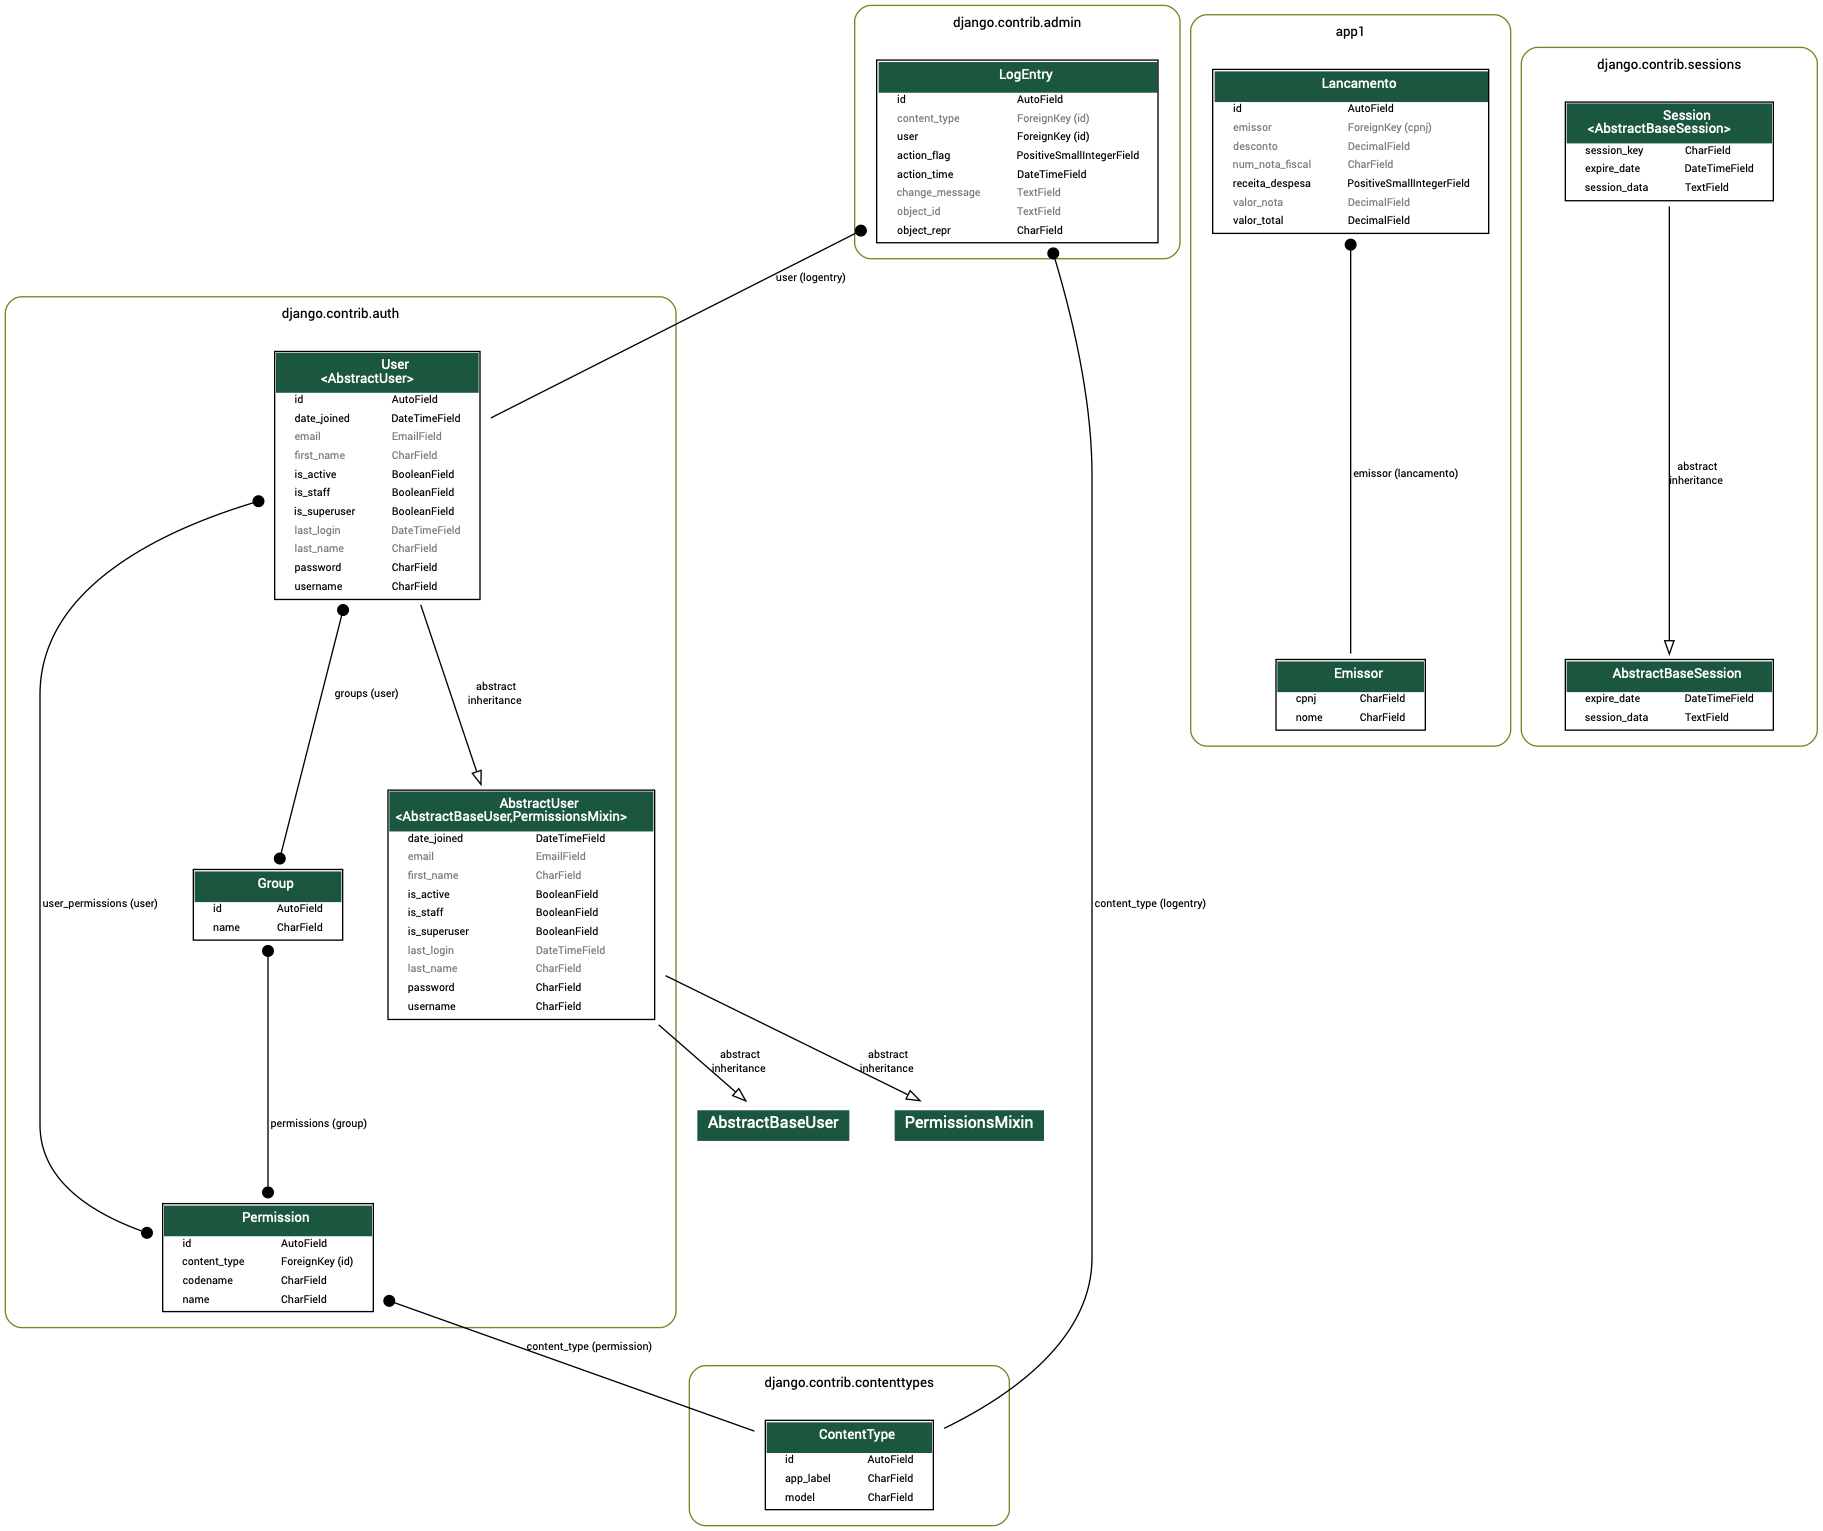 django.contrib.admin
LogEntry
id AutoField
content_type ForeignKey (id)
user ForeignKey (id)
action_flag PositiveSmallIntegerField
action_time DateTimeField
change_message TextField
object_id TextField
object_repr CharField
app1
Lancamento
id AutoField
emissor ForeignKey (cpnj)
desconto DecimalField
num_nota_fiscal CharField
receita_despesa PositiveSmallIntegerField
valor_nota DecimalField
valor_total DecimalField
django.contrib.sessions
Session
<AbstractBaseSession>
session_key CharField
expire_date DateTimeField
session_data TextField
user (logentry)
django.contrib.auth
User
<AbstractUser>
id AutoField
date_joined DateTimeField
email EmailField
first_name CharField
is_active BooleanField
is_staff BooleanField
is_superuser BooleanField
last_login DateTimeField
last_name CharField
password CharField
username CharField
emissor (lancamento)
abstract
inheritance
groups (user)
abstract
inheritance
Emissor
cpnj CharField
nome CharField
AbstractBaseSession
expire_date DateTimeField
session_data TextField
AbstractUser
<AbstractBaseUser,PermissionsMixin>
date_joined DateTimeField
email EmailField
first_name CharField
is_active BooleanField
is_staff BooleanField
is_superuser BooleanField
last_login DateTimeField
last_name CharField
password CharField
username CharField
Group
id AutoField
name CharField
user_permissions (user)
content_type (logentry)
abstract
inheritance
abstract
inheritance
AbstractBaseUser
PermissionsMixin
permissions (group)
Permission
id AutoField
content_type ForeignKey (id)
codename CharField
name CharField
content_type (permission)
django.contrib.contenttypes
ContentType
id AutoField
app_label CharField
model CharField